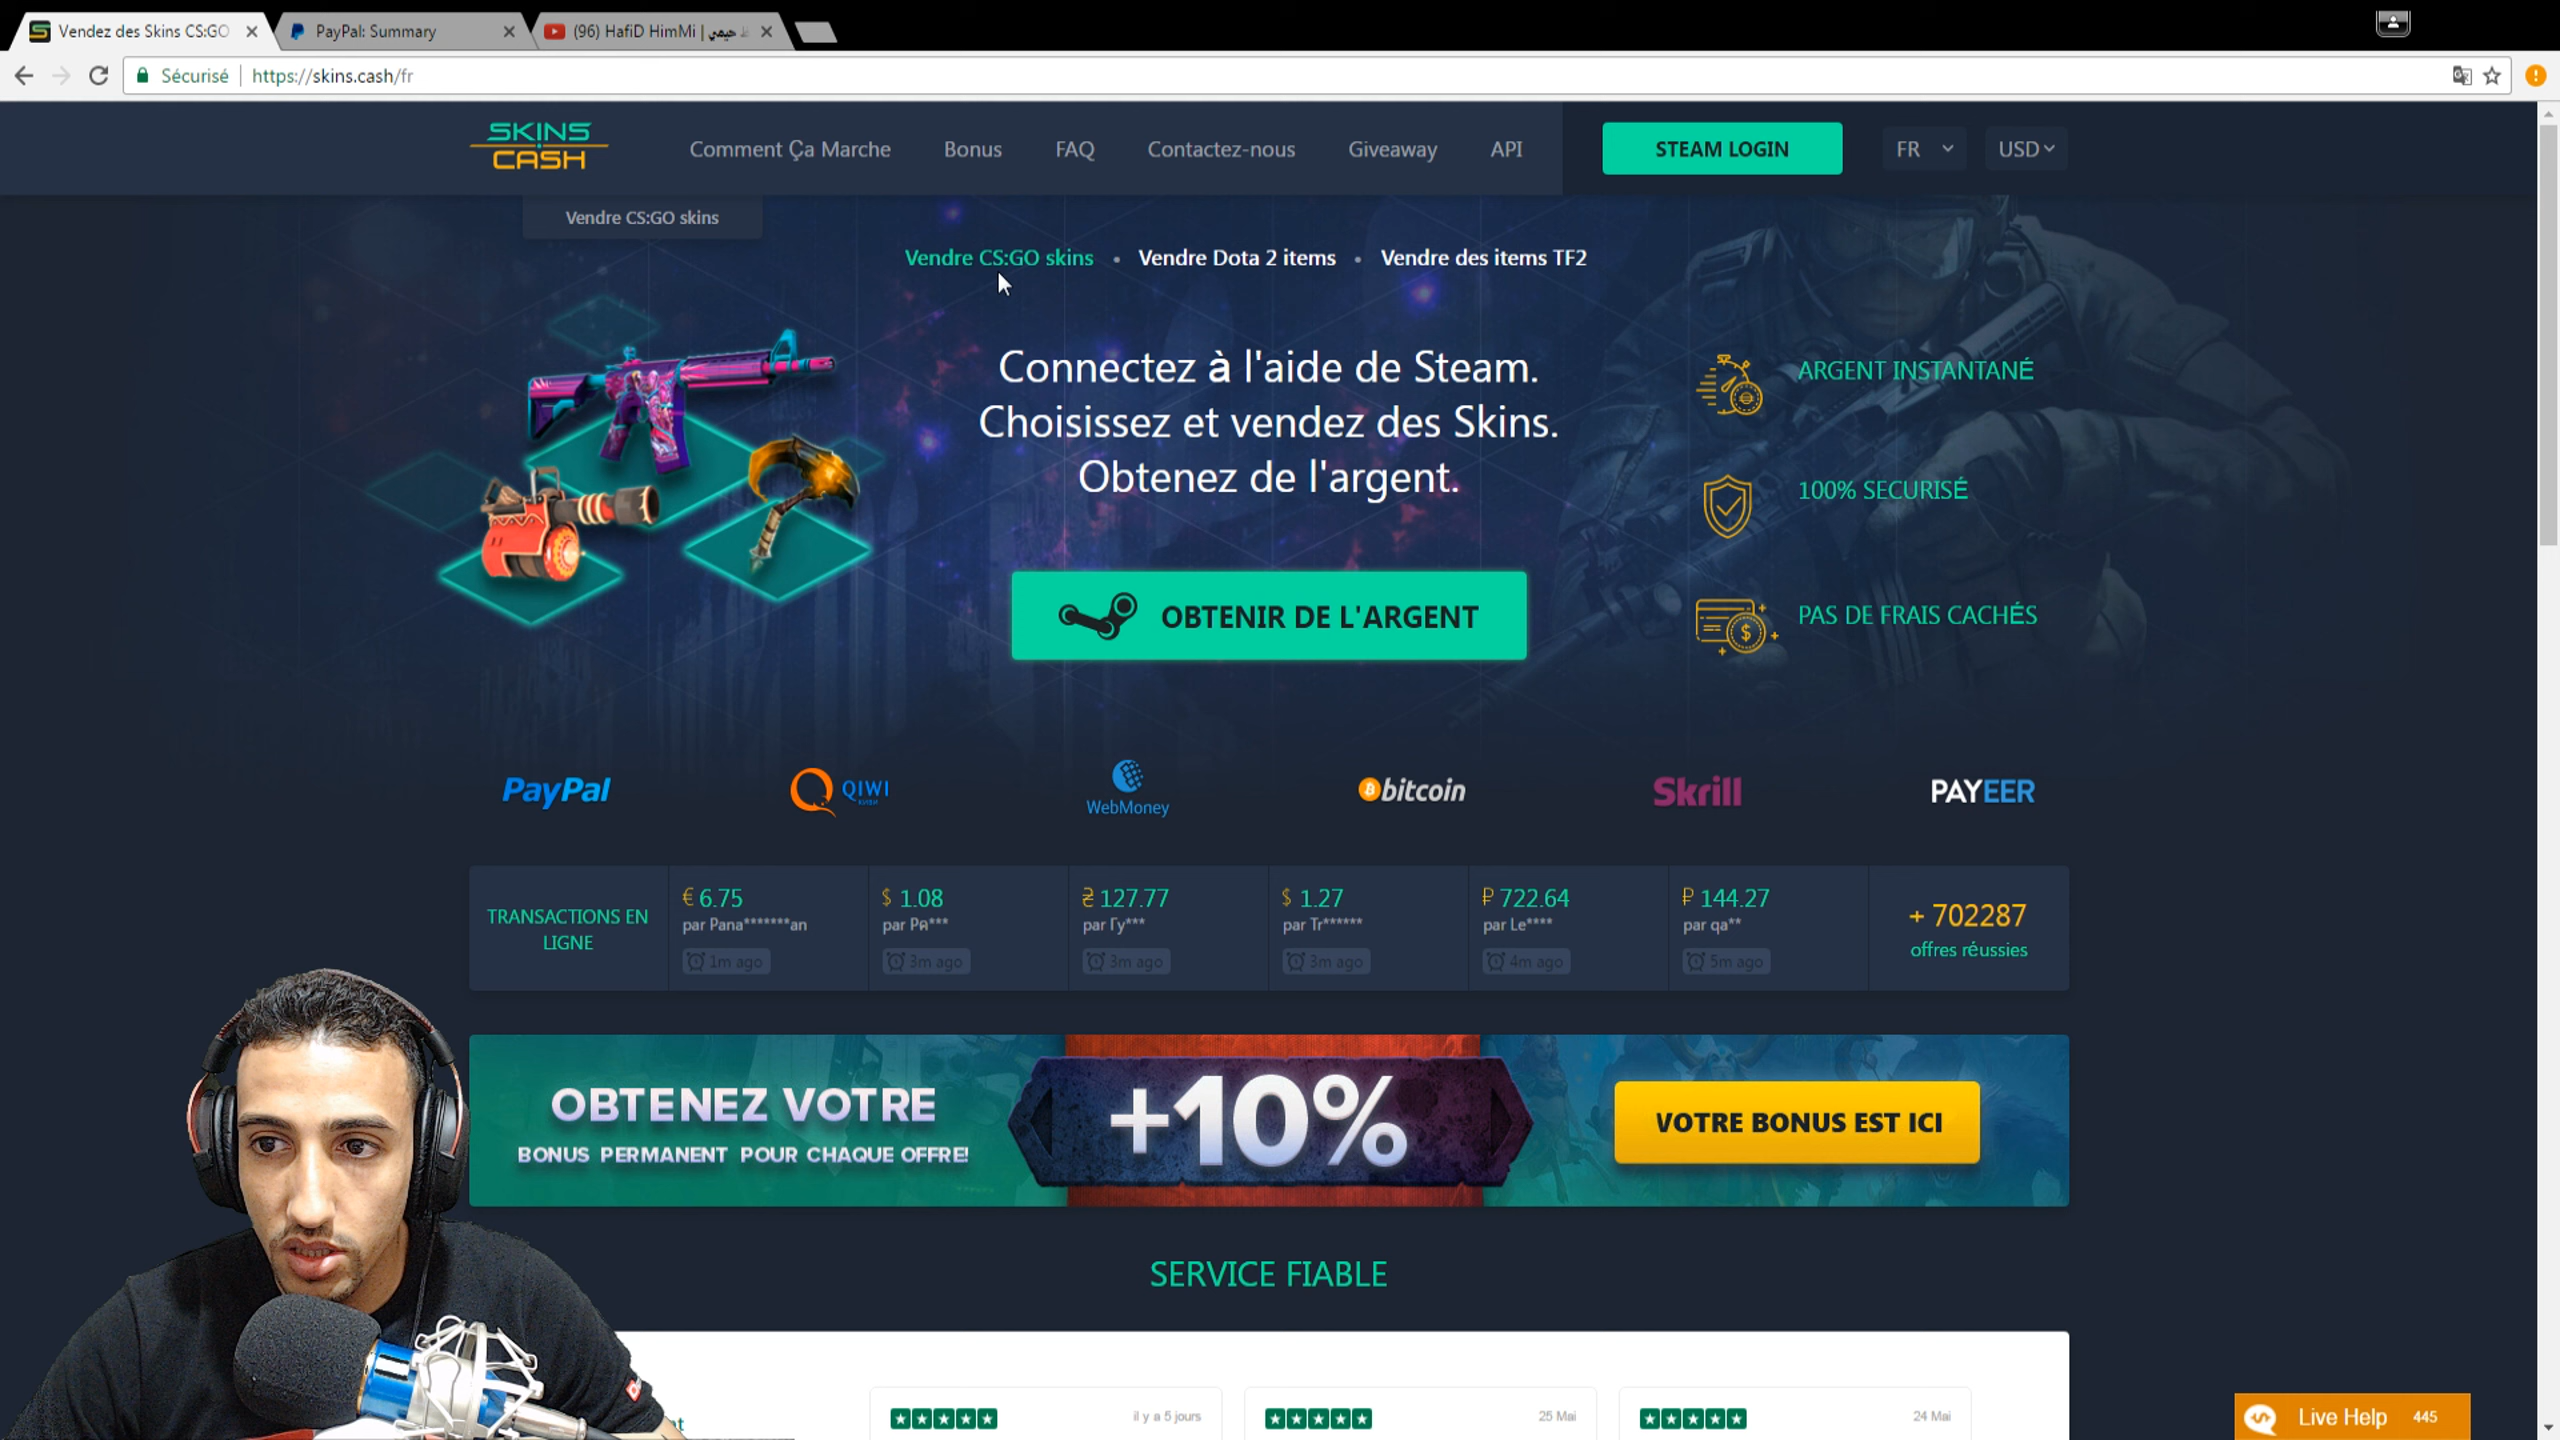 Vendez des Skins CS:GO
PayPal: Summary
(96) HafiD HimMi |
Sécurisé
https://skins.cash/fr
SKINS
CASH
Comment Ça Marche
Bonus
FAQ
Contactez-nous
Giveaway
API
STEAM LOGIN
FR
USD
Vendre CS:GO skins
Vendre CS:GO skins • Vendre Dota 2 items • Vendre des items TF2
Connectez à l'aide de Steam.
Choisissez et vendez des Skins.
Obtenez de l'argent.
OBTENIR DE L'ARGENT
ARGENT INSTANTANÉ
100% SECURISÉ
PAS DE FRAIS CACHÉS
PayPal
QIWI
WebMoney
bitcoin
Skrill
PAYEER
TRANSACTIONS EN
LIGNE
€ 6.75
par Pana*******an
1m ago
$ 1.08
par Pą***
3m ago
₴ 127.77
par Гу***
3m ago
$ 1.27
par Tr******
3m ago
₽ 722.64
par Le****
4m ago
₽ 144.27
par qa**
5m ago
+ 702287
offres réussies
OBTENEZ VOTRE
BONUS PERMANENT POUR CHAQUE OFFRE!
+10%
VOTRE BONUS EST ICI
SERVICE FIABLE
il y a 5 jours
25 Mai
24 Mai
Live Help 445